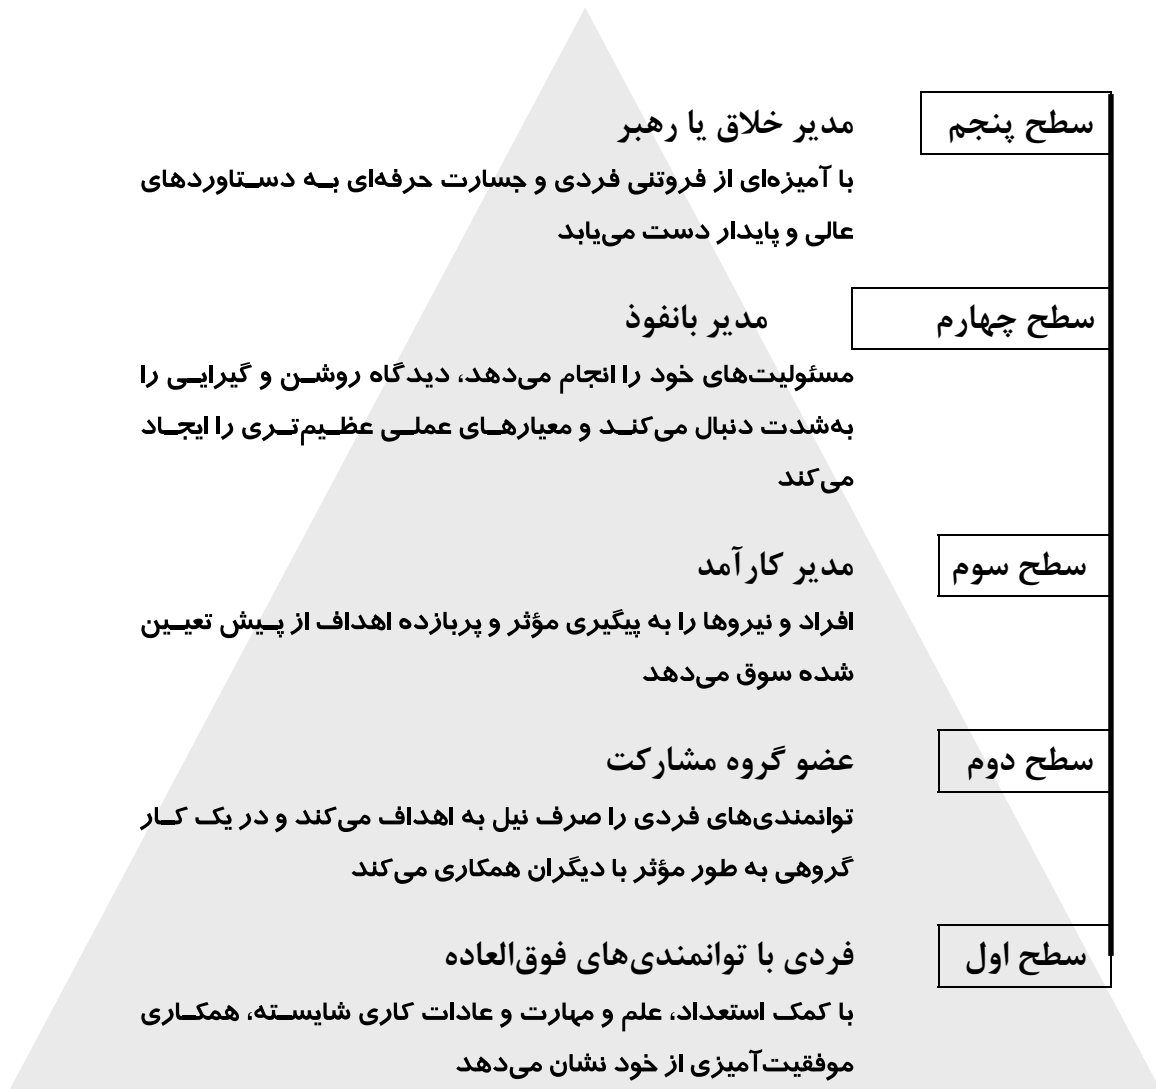 سطح پنجم مدیر خلاق یا رهبر
با آمیزه‌ای از فروتنی فردی و جسارت حرفه‌ای بـه دسـتاوردهای
عالی و پایدار دست می‌یابد
سطح چهارم مدیر بانفوذ
مسئولیت‌های خود را انجام می‌دهد، دیدگاه روشـن و گیرایـی را
به‌شدت دنبال می‌کنـد و معیارهـای عملـی عظـیم‌تـری را ایجـاد
می‌کند
سطح سوم مدیر کارآمد
افراد و نیروها را به پیگیری مؤثر و پربازده اهداف از پـیش تعیـین
شده سوق می‌دهد
سطح دوم عضو گروه مشارکت
توانمندی‌های فردی را صرف نیل به اهداف می‌کند و در یک کـار
گروهی به طور مؤثر با دیگران همکاری می‌کند
سطح اول فردی با توانمندی‌های فوق‌العاده
با کمک استعداد، علم و مهارت و عادات کاری شایسـته، همکـاری
موفقیت‌آمیزی از خود نشان می‌دهد